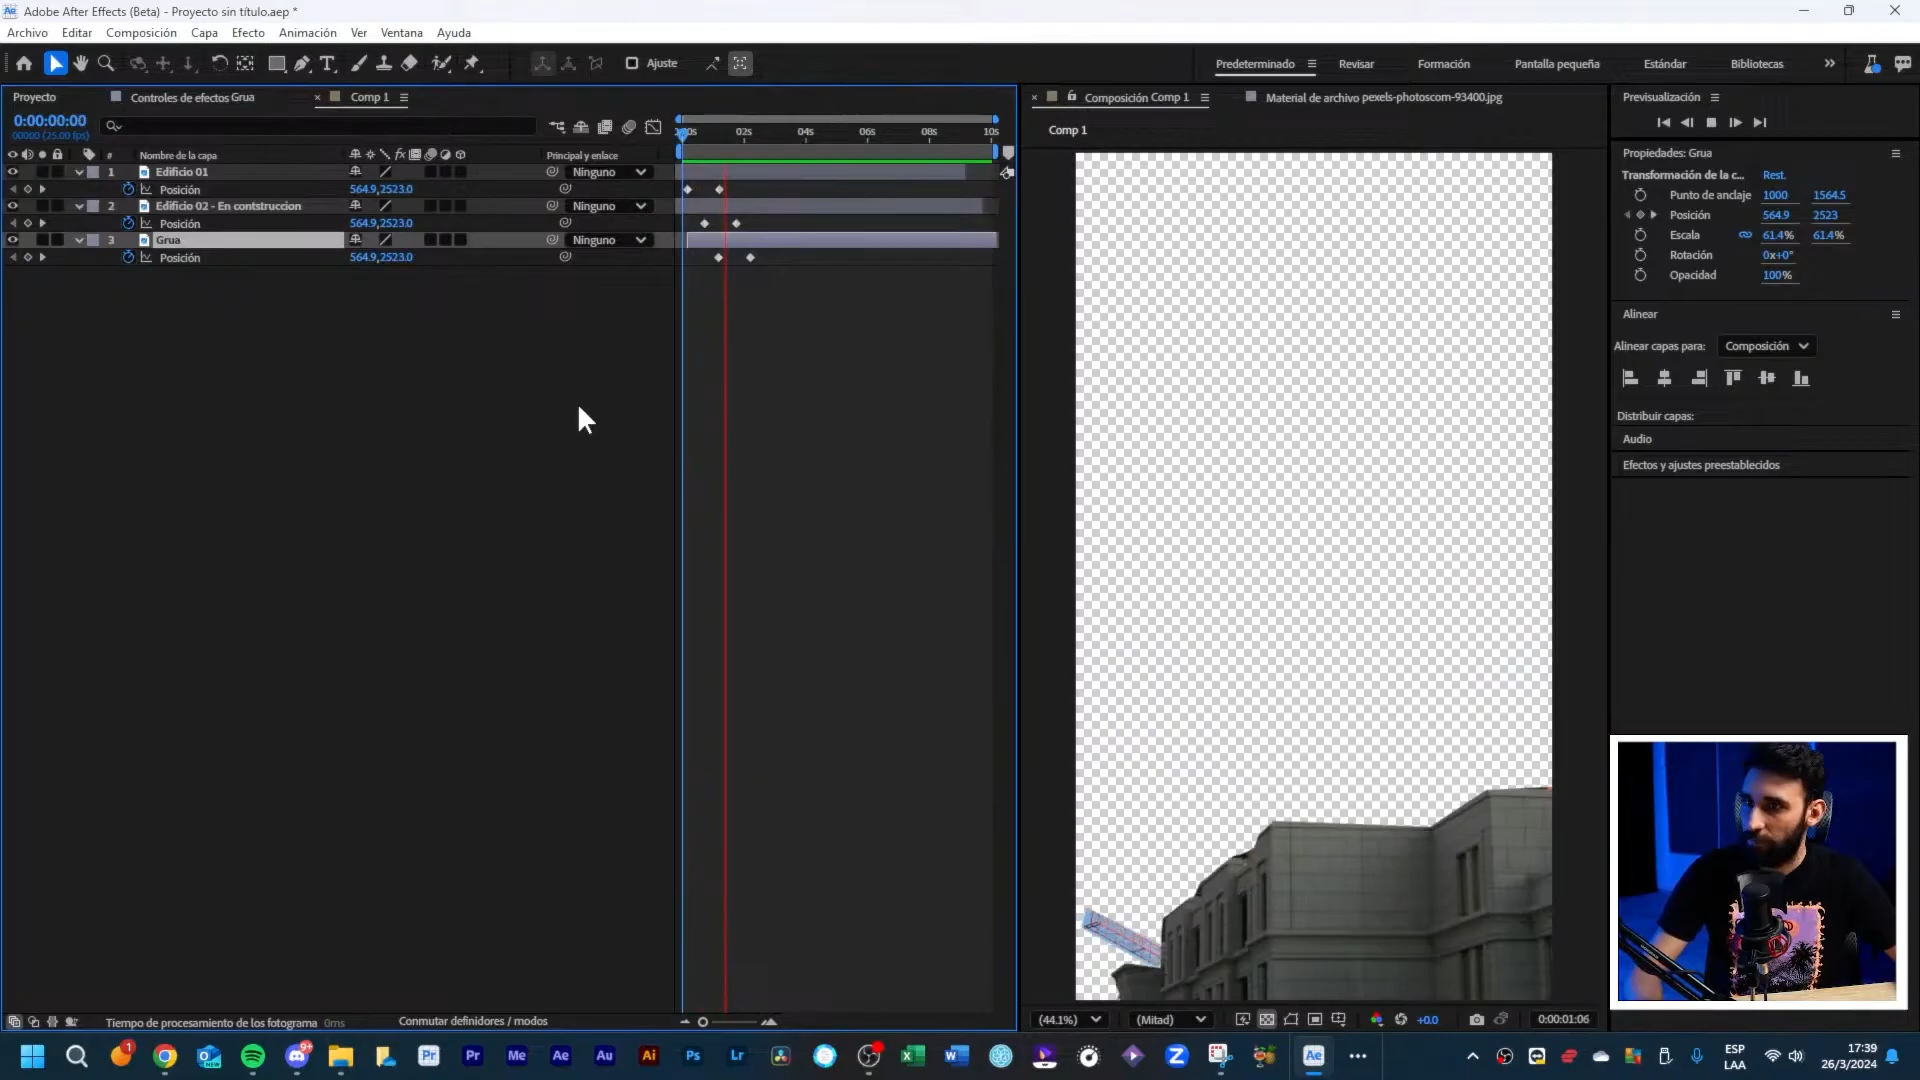 Adobe After Effects (Beta) - Proyecto sin título.aep *
Archivo Editar Composición Capa Efecto Animación Ver Ventana Ayuda
Ajuste
Predeterminado Revisar Formación Pantalla pequeña Estándar Bibliotecas
Proyecto Controles de efectos Grua Comp 1
Composición Comp 1 Material de archivo pexels-photoscom-93400.jpg
Previsualización
0:00:00:00
00000 (25.00 fps)
02s 04s 06s 08s 10s
Comp 1
# Nombre de la capa Principal y enlace
1 Edificio 01 Ninguno
Posición 564.9,2523.0
2 Edificio 02 - En contstruccion Ninguno
Posición 564.9,2523.0
3 Grua Ninguno
Posición 564.9,2523.0
Propiedades: Grua
Transformación de la c... Rest.
Punto de anclaje 1000 1564.5
Posición 564.9 2523
Escala 61.4% 61.4%
Rotación 0x+0°
Opacidad 100%
Alinear
Alinear capas para: Composición
Distribuir capas:
Audio
Efectos y ajustes preestablecidos
Tiempo de procesamiento de los fotograma 0ms Conmutar definidores / modos
(44.1%) (Mitad) +0.0 0:00:01:06
ESP
LAA
17:39
26/3/2024